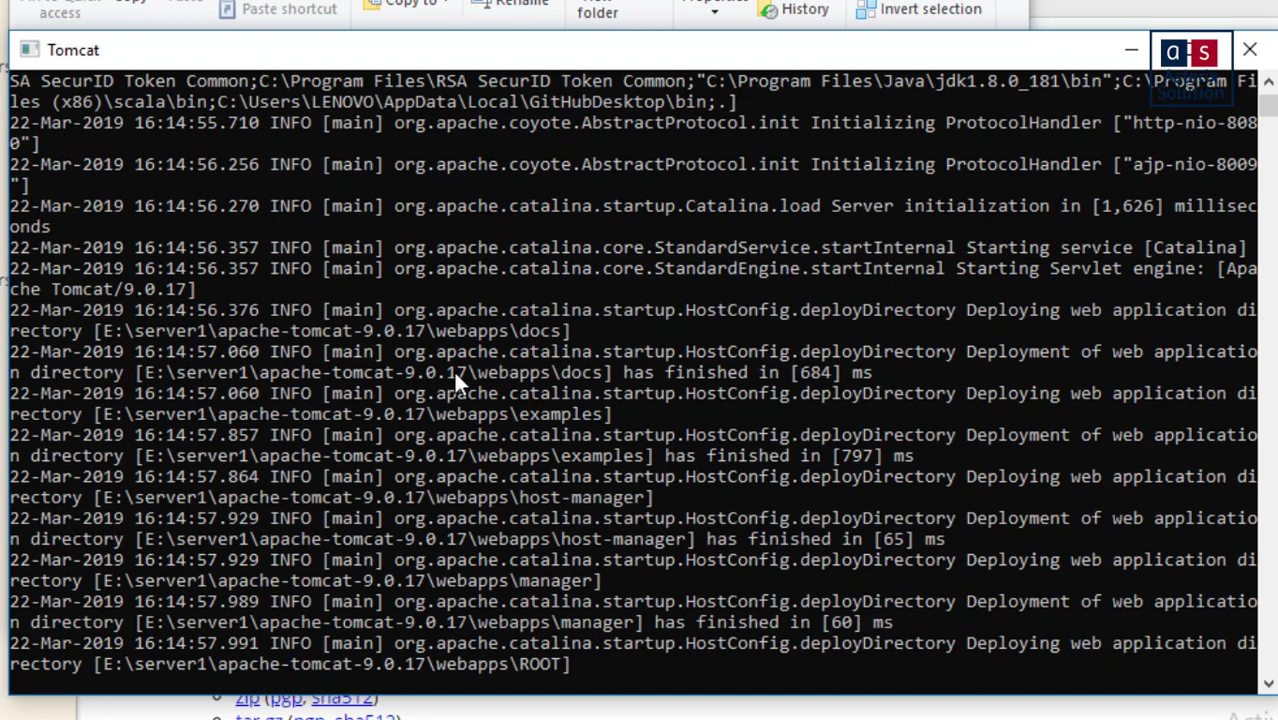 access
Paste shortcut
Copy to
Rename
New
folder
Properties
History
Invert selection
Tomcat
a:s
Solution
SA SecurID Token Common;C:\Program Files\RSA SecurID Token Common;"C:\Program Files\Java\jdk1.8.0_181\bin";C:\Program Fi
les (x86)\scala\bin;C:\Users\LENOVO\AppData\Local\GitHubDesktop\bin;.]
22-Mar-2019 16:14:55.710 INFO [main] org.apache.coyote.AbstractProtocol.init Initializing ProtocolHandler ["http-nio-808
0"]
22-Mar-2019 16:14:56.256 INFO [main] org.apache.coyote.AbstractProtocol.init Initializing ProtocolHandler ["ajp-nio-8009
"]
22-Mar-2019 16:14:56.270 INFO [main] org.apache.catalina.startup.Catalina.load Server initialization in [1,626] millisec
onds
22-Mar-2019 16:14:56.357 INFO [main] org.apache.catalina.core.StandardService.startInternal Starting service [Catalina]
22-Mar-2019 16:14:56.357 INFO [main] org.apache.catalina.core.StandardEngine.startInternal Starting Servlet engine: [Apa
che Tomcat/9.0.17]
22-Mar-2019 16:14:56.376 INFO [main] org.apache.catalina.startup.HostConfig.deployDirectory Deploying web application di
rectory [E:\server1\apache-tomcat-9.0.17\webapps\docs]
22-Mar-2019 16:14:57.060 INFO [main] org.apache.catalina.startup.HostConfig.deployDirectory Deployment of web applicatio
n directory [E:\server1\apache-tomcat-9.0.17\webapps\docs] has finished in [684] ms
22-Mar-2019 16:14:57.060 INFO [main] org.apache.catalina.startup.HostConfig.deployDirectory Deploying web application di
rectory [E:\server1\apache-tomcat-9.0.17\webapps\examples]
22-Mar-2019 16:14:57.857 INFO [main] org.apache.catalina.startup.HostConfig.deployDirectory Deployment of web applicatio
n directory [E:\server1\apache-tomcat-9.0.17\webapps\examples] has finished in [797] ms
22-Mar-2019 16:14:57.864 INFO [main] org.apache.catalina.startup.HostConfig.deployDirectory Deploying web application di
rectory [E:\server1\apache-tomcat-9.0.17\webapps\host-manager]
22-Mar-2019 16:14:57.929 INFO [main] org.apache.catalina.startup.HostConfig.deployDirectory Deployment of web applicatio
n directory [E:\server1\apache-tomcat-9.0.17\webapps\host-manager] has finished in [65] ms
22-Mar-2019 16:14:57.929 INFO [main] org.apache.catalina.startup.HostConfig.deployDirectory Deploying web application di
rectory [E:\server1\apache-tomcat-9.0.17\webapps\manager]
22-Mar-2019 16:14:57.989 INFO [main] org.apache.catalina.startup.HostConfig.deployDirectory Deployment of web applicatio
n directory [E:\server1\apache-tomcat-9.0.17\webapps\manager] has finished in [60] ms
22-Mar-2019 16:14:57.991 INFO [main] org.apache.catalina.startup.HostConfig.deployDirectory Deploying web application di
rectory [E:\server1\apache-tomcat-9.0.17\webapps\ROOT]
zip (pgp, sha512)
tar.gz (pgp, sha512)